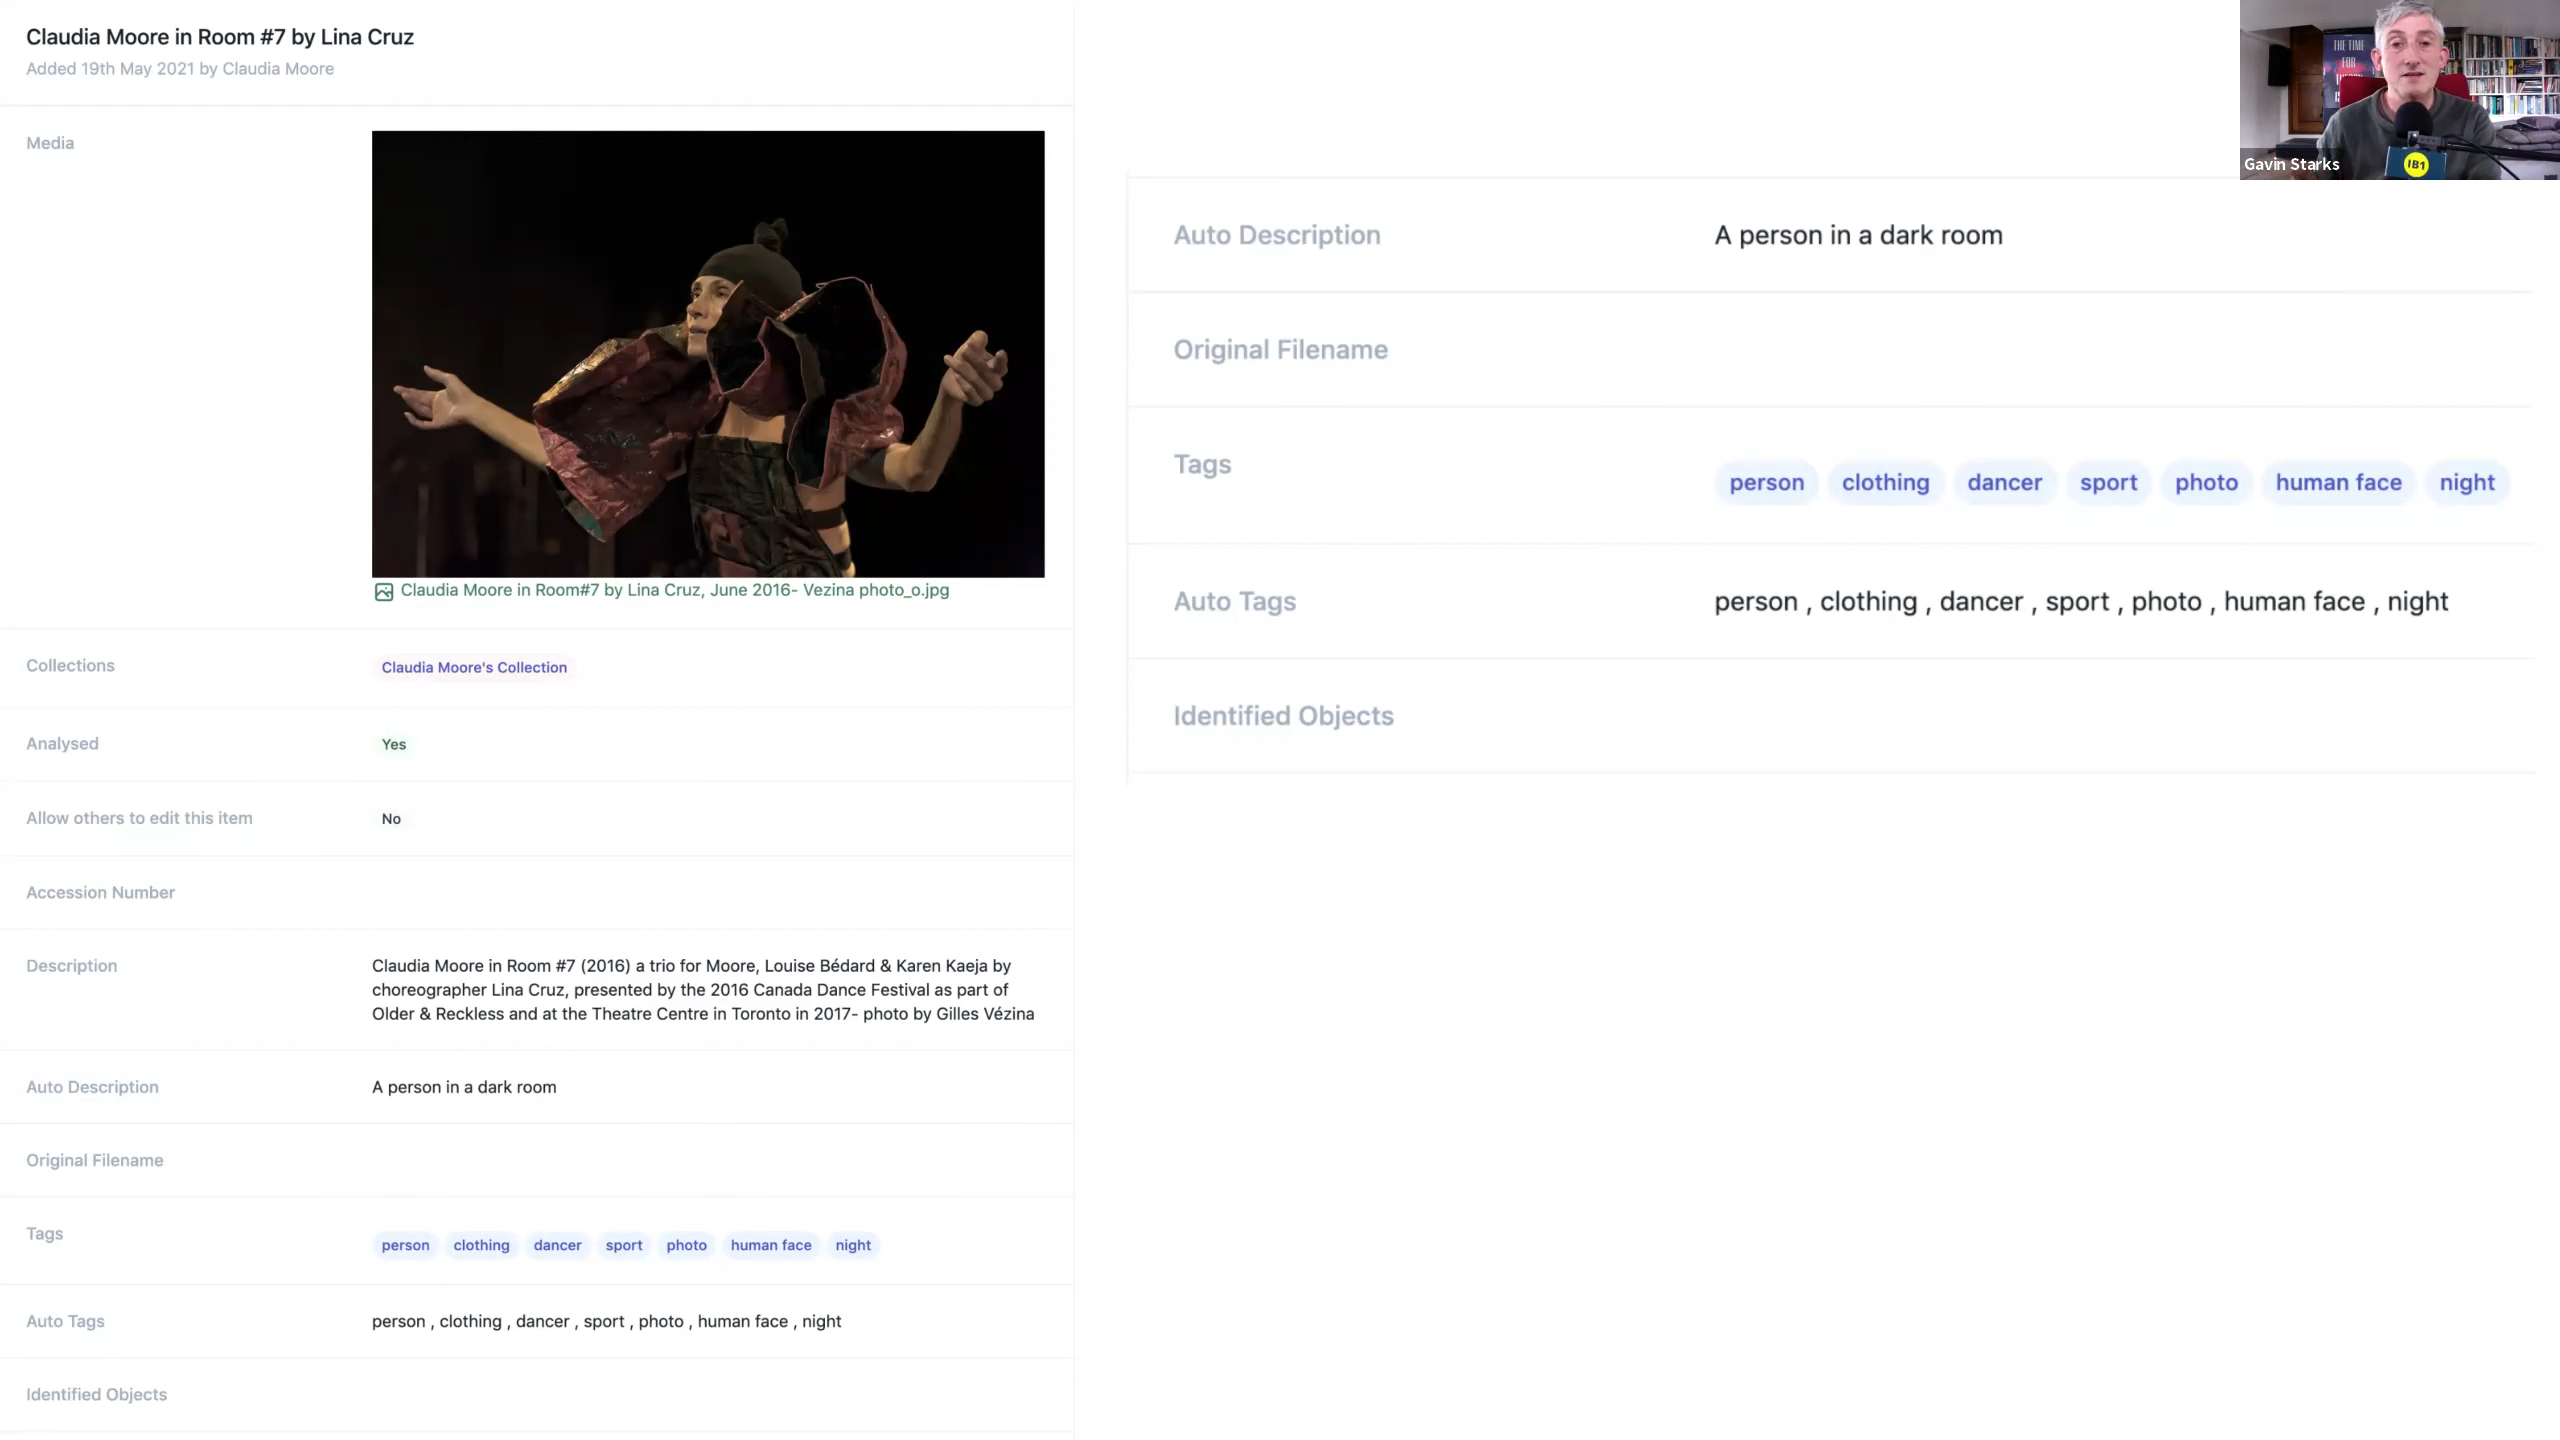 Claudia Moore in Room #7 by Lina Cruz
Added 19th May 2021 by Claudia Moore
Media
Claudia Moore in Room#7 by Lina Cruz, June 2016- Vezina photo_o.jpg
Collections
Claudia Moore's Collection
Analysed
Yes
Allow others to edit this item
No
Accession Number
Description
Claudia Moore in Room #7 (2016) a trio for Moore, Louise Bédard & Karen Kaeja by
choreographer Lina Cruz, presented by the 2016 Canada Dance Festival as part of
Older & Reckless and at the Theatre Centre in Toronto in 2017- photo by Gilles Vézina
Auto Description
A person in a dark room
Original Filename
Tags
person clothing dancer sport photo human face night
Auto Tags
person , clothing , dancer , sport , photo , human face , night
Identified Objects
THE TIME
FOR
Gavin Starks
IB1
Auto Description
A person in a dark room
Original Filename
Tags
person clothing dancer sport photo human face night
Auto Tags
person , clothing , dancer , sport , photo , human face , night
Identified Objects